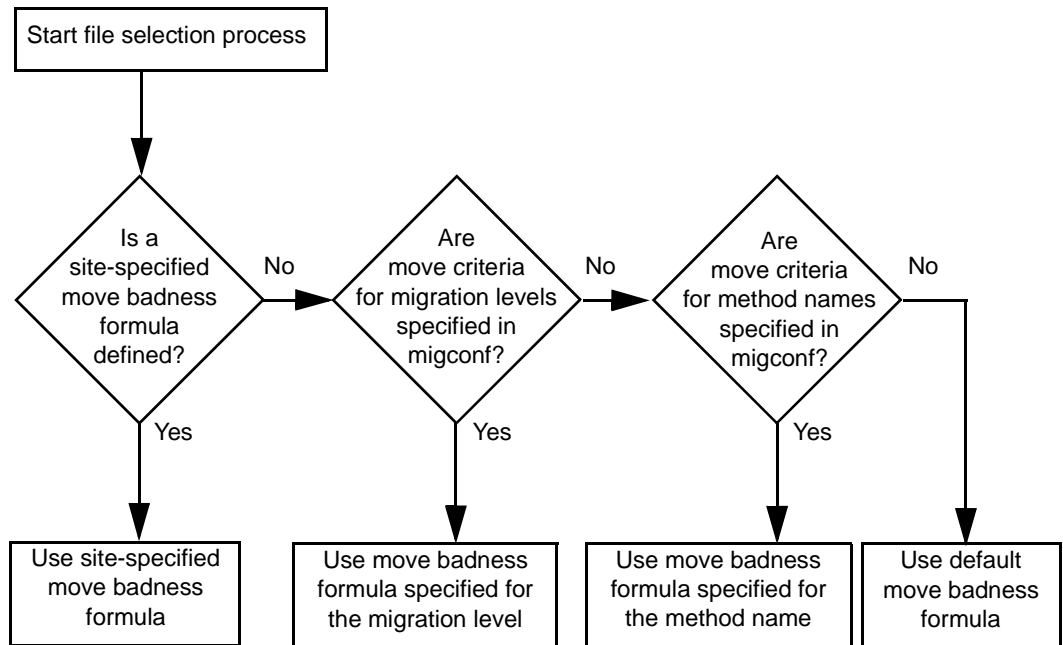 Start file selection process
Is a
site-specified
move badness
formula
defined?
No
Are
move criteria
for migration levels
specified in
migconf?
No
Are
move criteria
for method names
specified in
migconf?
No
Yes
Yes
Yes
Use site-specified
move badness
formula
Use move badness
formula specified for
the migration level
Use move badness
formula specified for
the method name
Use default
move badness
formula